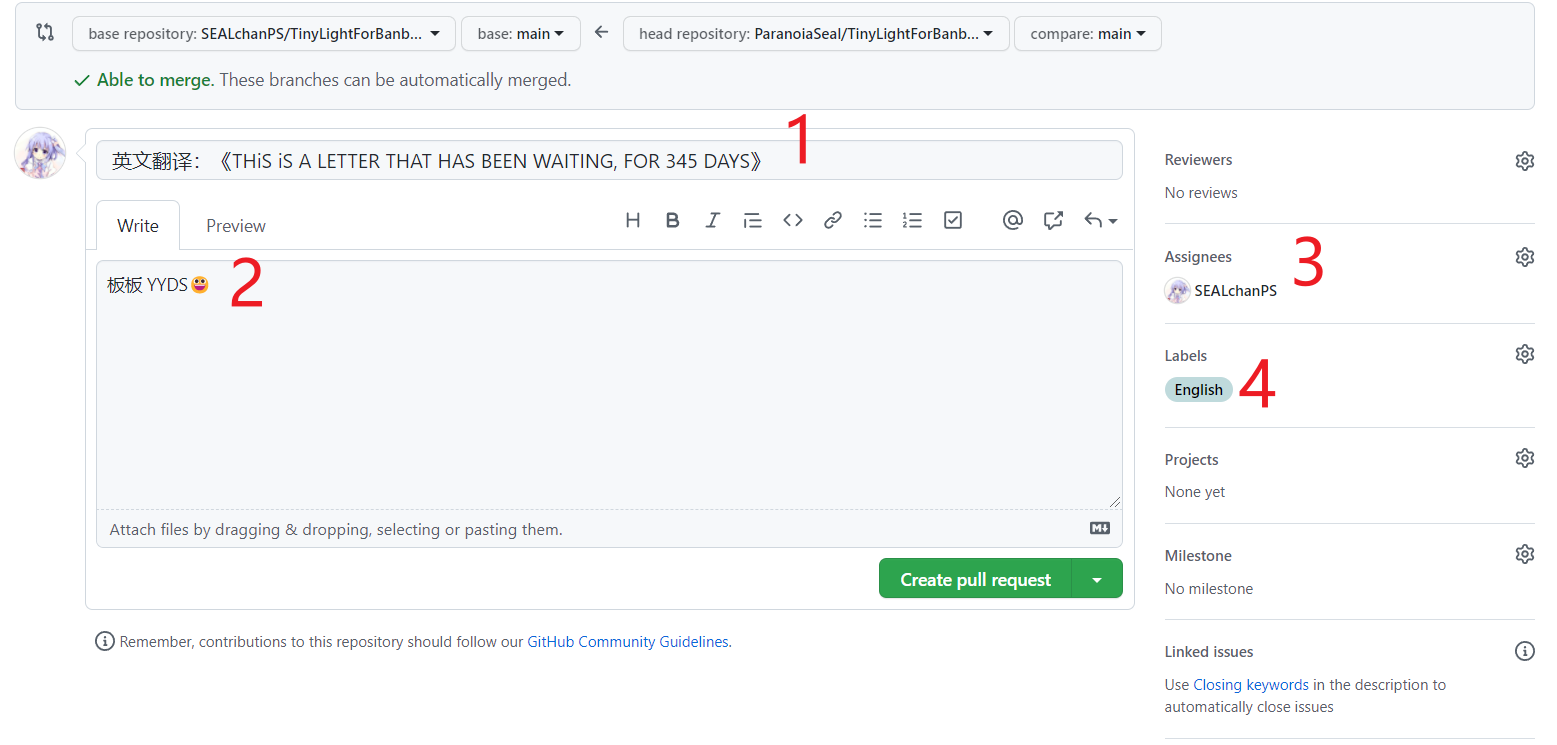 base repository: SEALchanPS/TinyLightForBanb... base: main head repository: ParanoiaSeal/TinyLightForBanb... compare: main
Able to merge. These branches can be automatically merged.
1
英文翻译：《THiS iS A LETTER THAT HAS BEEN WAITING, FOR 345 DAYS》
Write Preview
板板 YYDS😀
2
Attach files by dragging & dropping, selecting or pasting them.
Create pull request
Remember, contributions to this repository should follow our GitHub Community Guidelines.
Reviewers
No reviews
Assignees
3
SEALchanPS
Labels
English
4
Projects
None yet
Milestone
No milestone
Linked issues
Use Closing keywords in the description to
automatically close issues